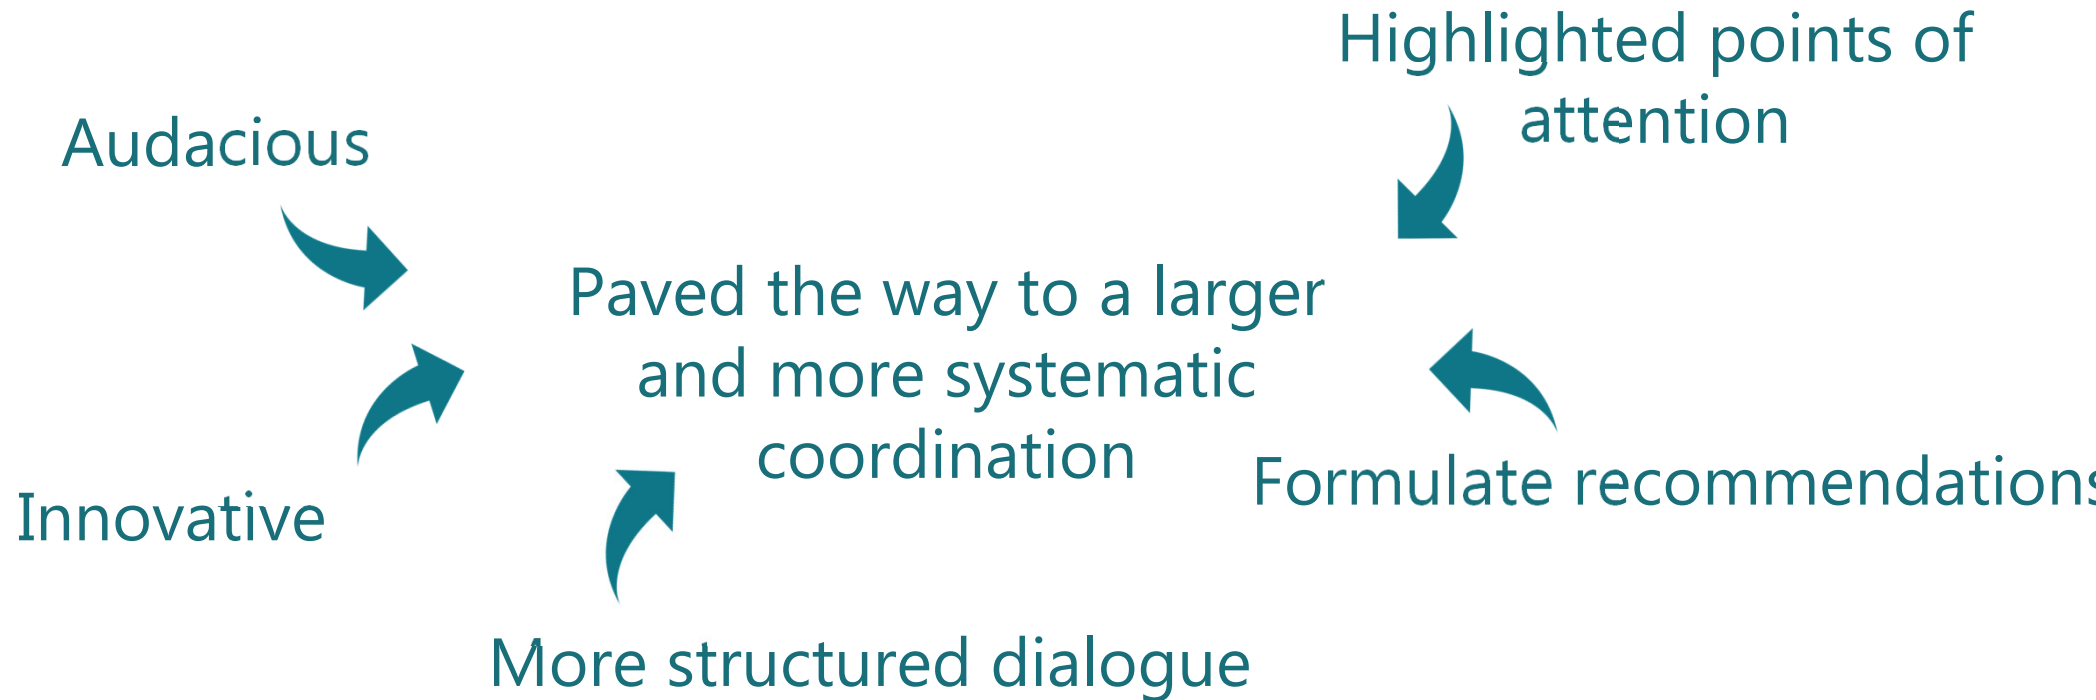 Highlighted points of
attention
Audacious
Paved the way to a larger
and more systematic
coordination
Formulate recommendations
Innovative
More structured dialogue